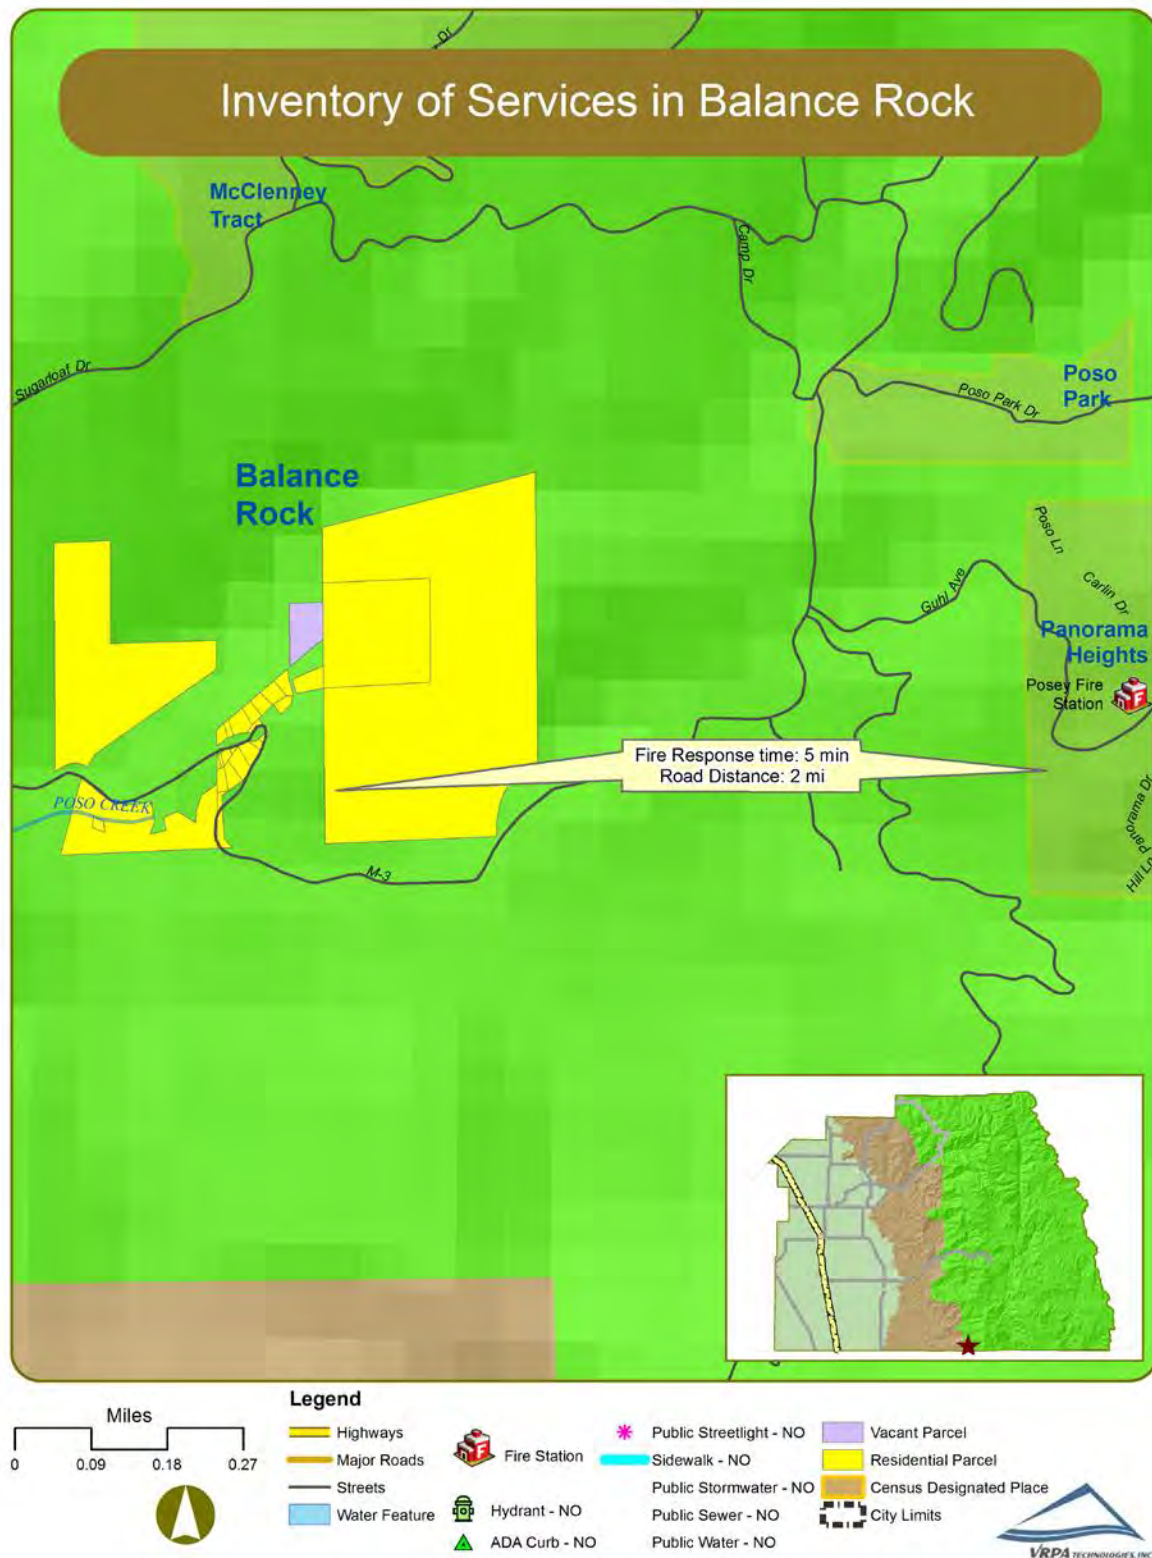 Dr
Inventory of Services in Balance Rock
McClenney
Tract
Camp Dr
Sugarloaf Dr
Poso
Park
Poso Park Dr
Balance
Rock
Poso Ln
Carlin Dr
Guhl Ave
Panorama
Heights
Posey Fire
Station
F
Fire Response time: 5 min
Road Distance: 2 mi
POSO CREEK
Panorama Dr
Hill Ln
M-3
Legend
Miles
0 0.09 0.18 0.27
Highways
Major Roads
Streets
Water Feature
F
Fire Station
Hydrant - NO
ADA Curb - NO
Public Streetlight - NO
Sidewalk - NO
Public Stormwater - NO
Public Sewer - NO
Public Water - NO
Vacant Parcel
Residential Parcel
Census Designated Place
City Limits
VRPA TECHNOLOGIES, INC